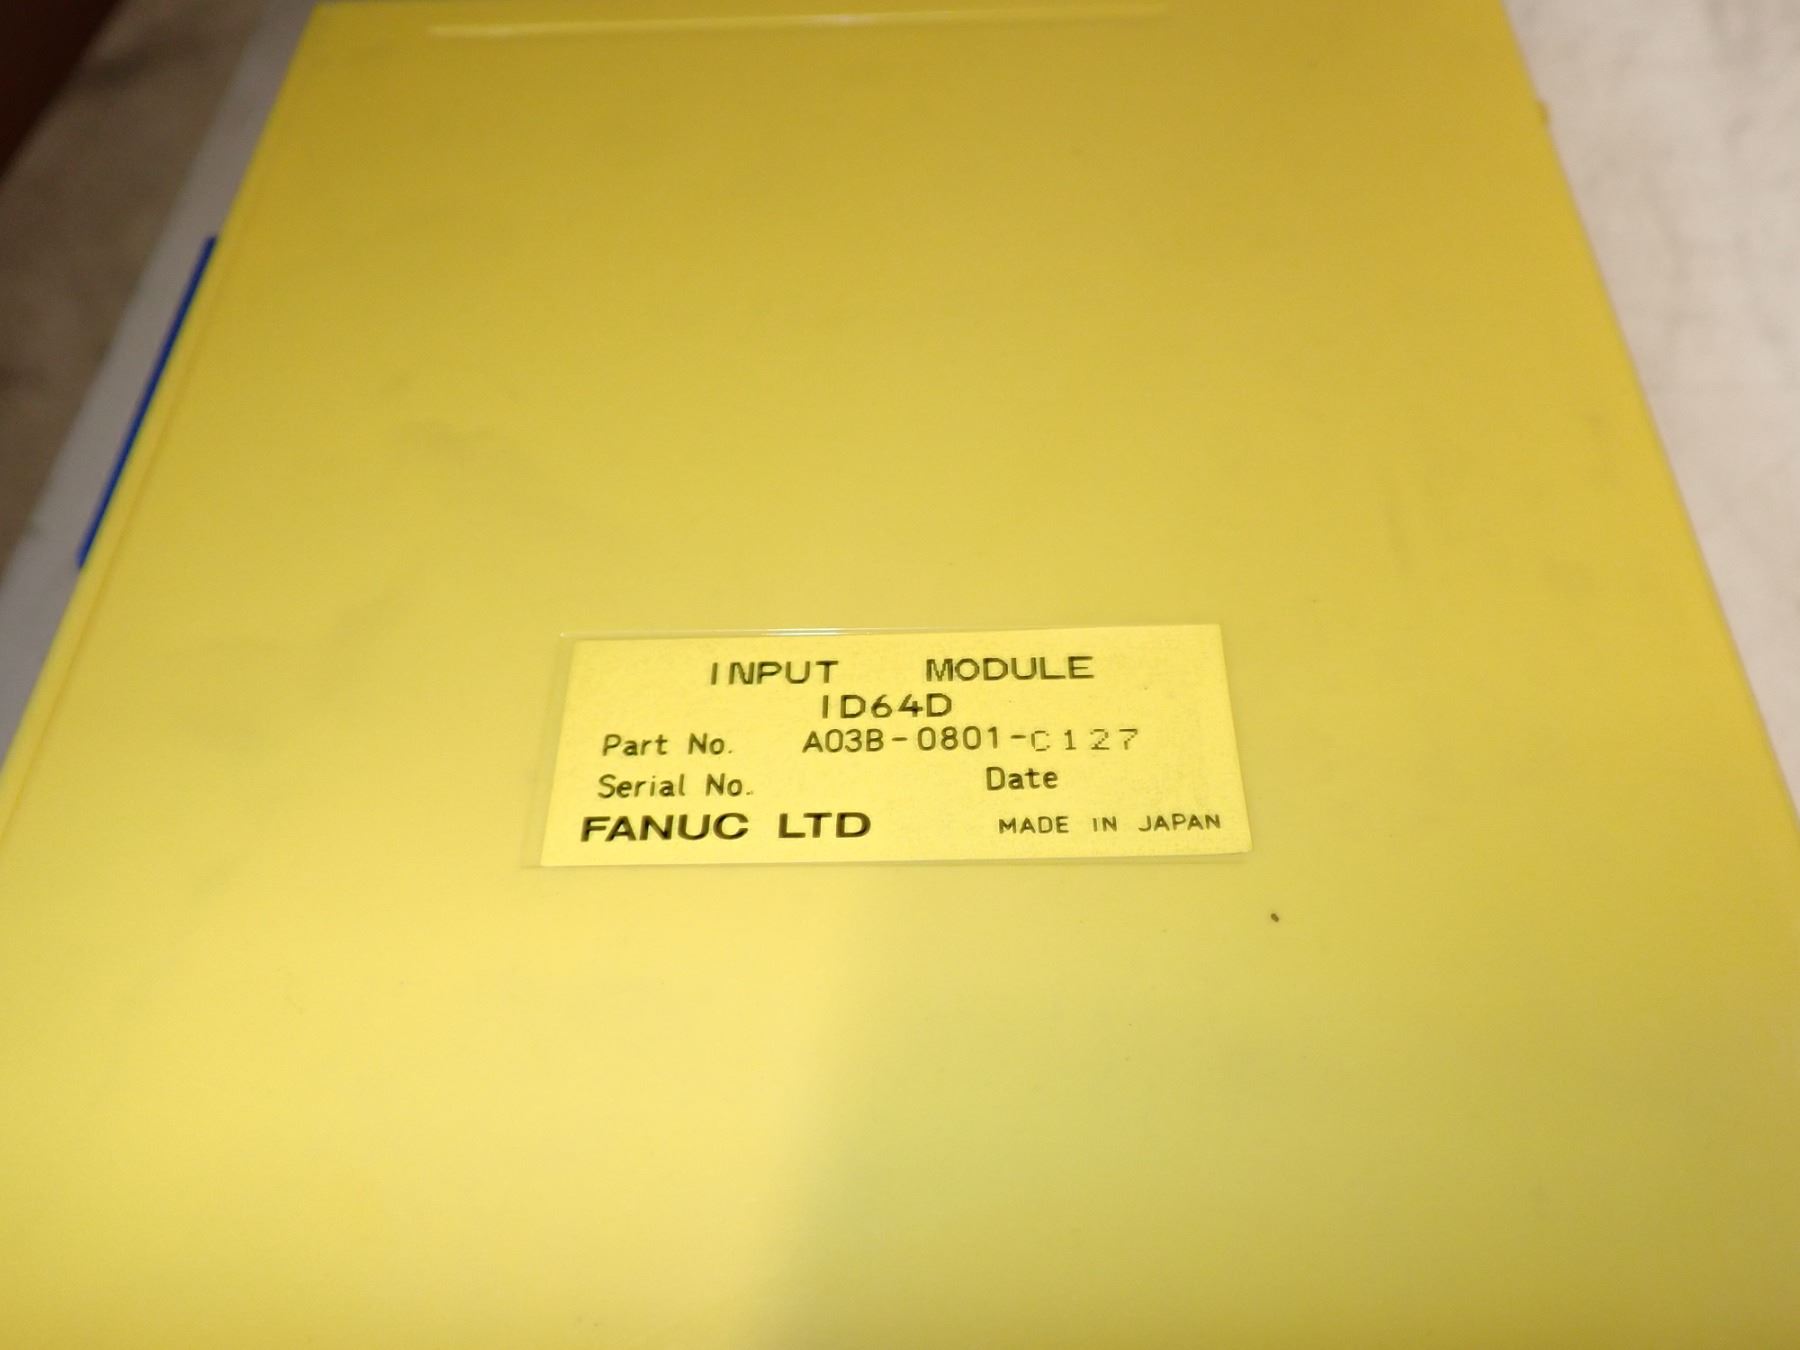 INPUT MODULE
ID64D
Part No. A03B-0801-C127
Serial No. Date
FANUC LTD MADE IN JAPAN